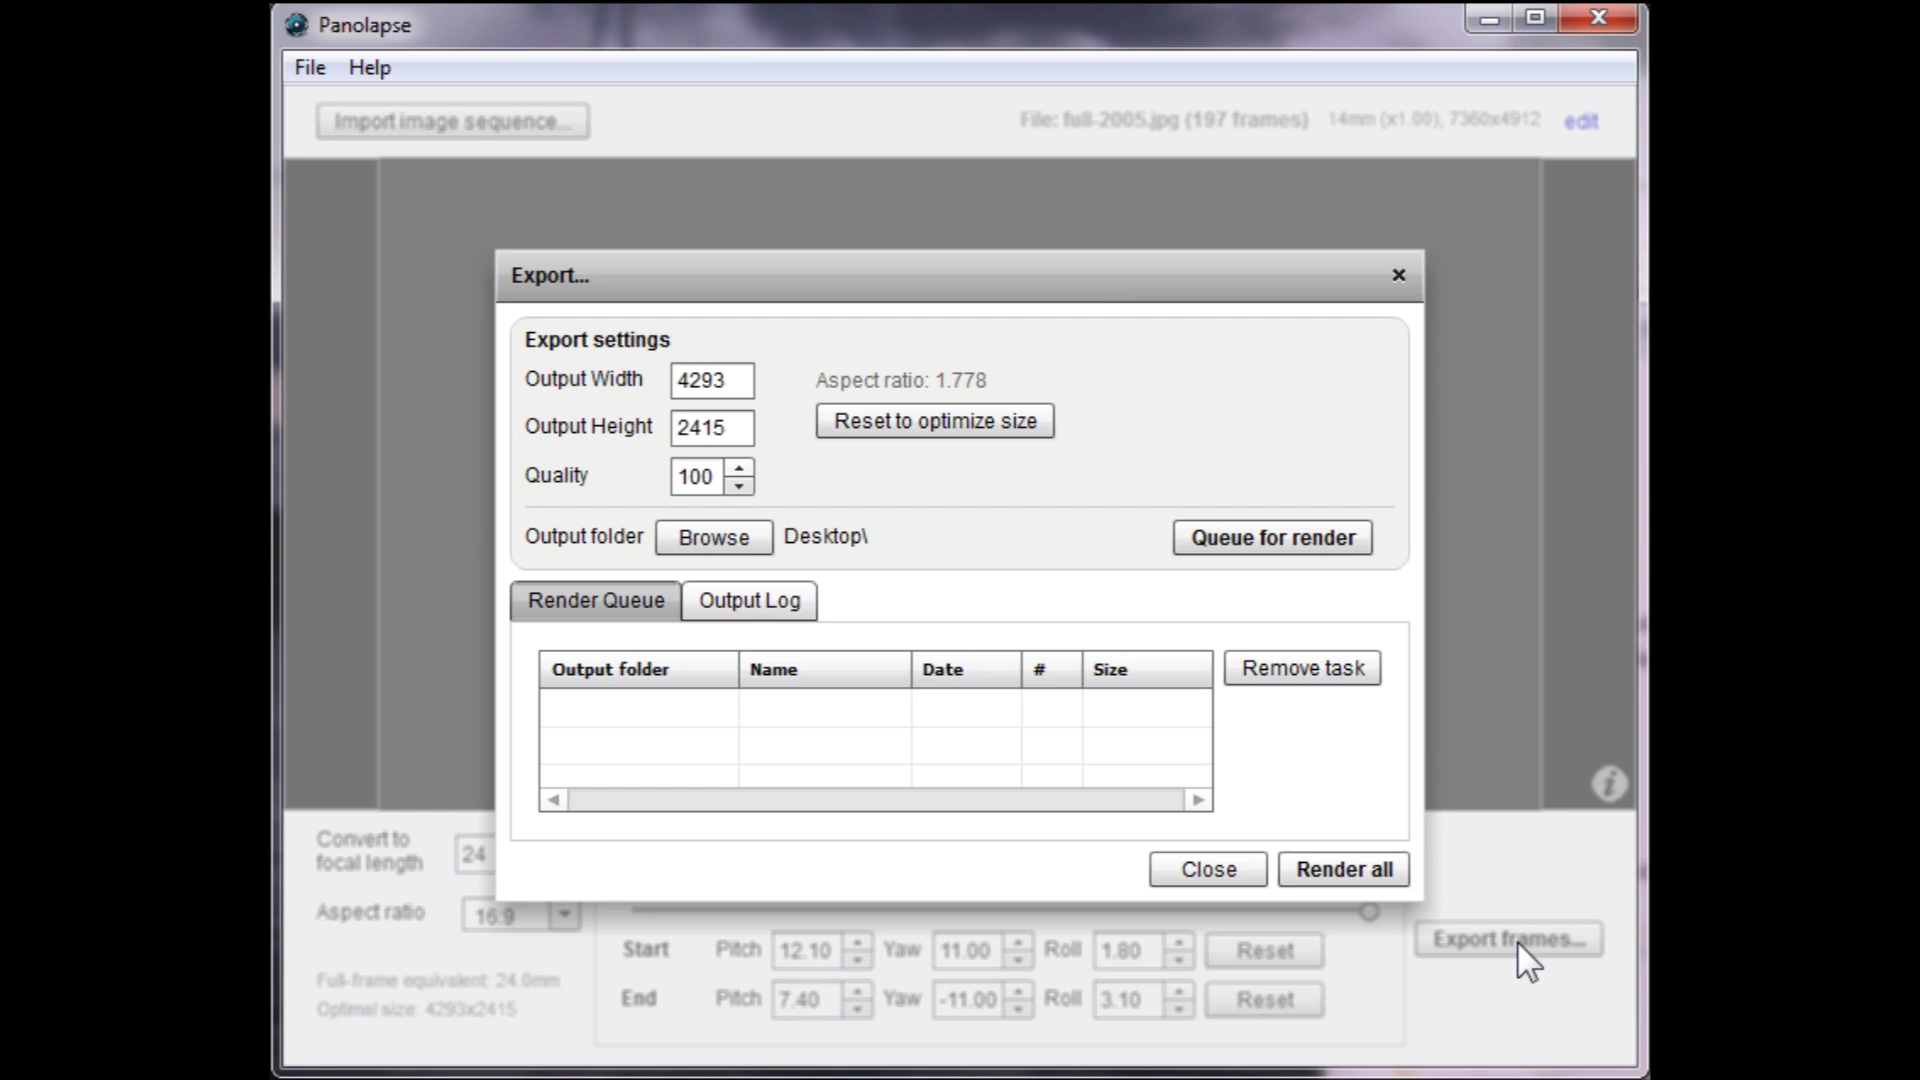 Panolapse
File Help
Import image sequence...
File: full-2005.jpg (197 frames) 14mm (x1.00), 7360x4912 edit
Export...
Export settings
Output Width 4293 Aspect ratio: 1.778
Output Height 2415 Reset to optimize size
Quality 100
Output folder Browse Desktop\ Queue for render
Render Queue Output Log
Output folder Name Date # Size Remove task
Close Render all
Convert to
focal length 24
Aspect ratio 16:9
Full-frame equivalent: 24.0mm
Optimal size: 4293x2415
Start Pitch 12.10 Yaw 11.00 Roll 1.80 Reset
End Pitch 7.40 Yaw -11.00 Roll 3.10 Reset
Export frames...